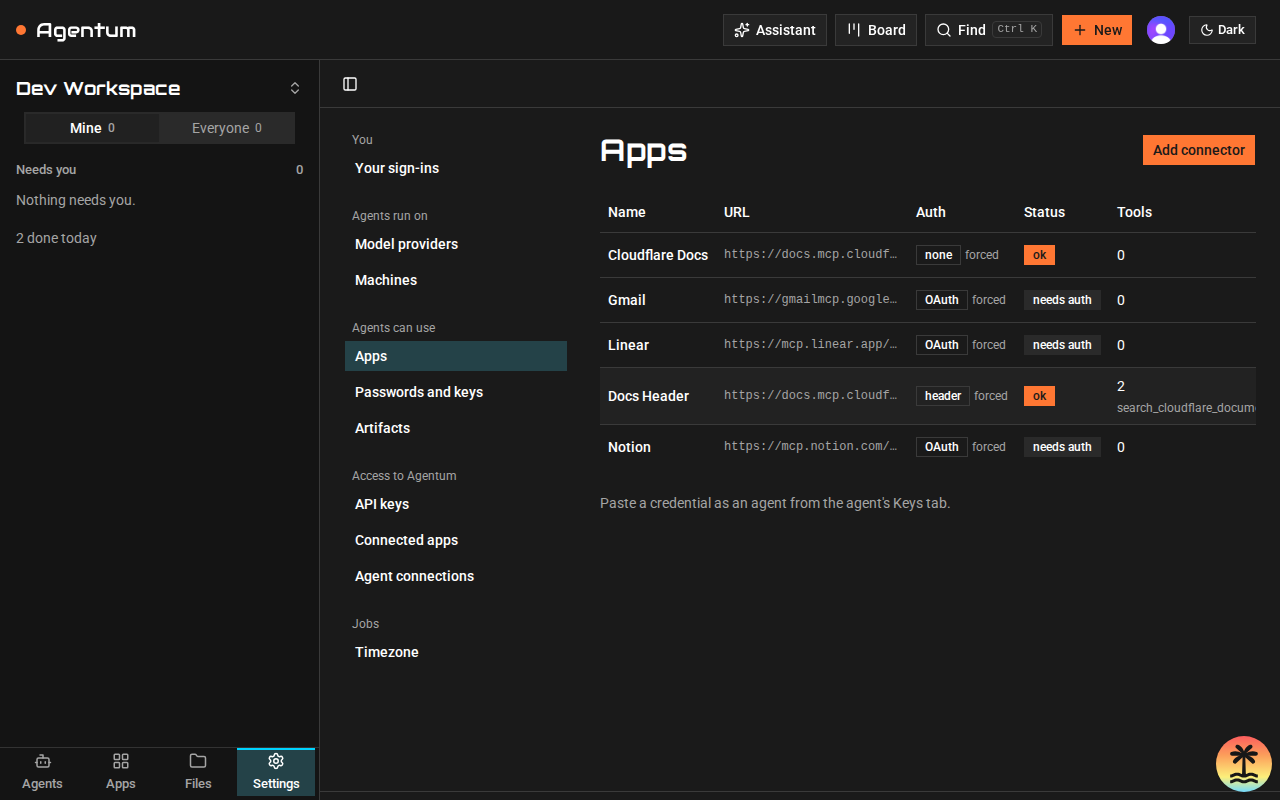 Agentum
Assistant
Board
Find Ctrl K
New
Dark
Dev Workspace
Mine 0
Everyone 0
Needs you 0
Nothing needs you.
2 done today
Agents
Apps
Files
Settings
You
Your sign-ins
Agents run on
Model providers
Machines
Agents can use
Apps
Passwords and keys
Artifacts
Access to Agentum
API keys
Connected apps
Agent connections
Jobs
Timezone
Apps
Add connector
Name URL Auth Status Tools
Cloudflare Docs https://docs.mcp.cloudf… none forced ok 0
Gmail https://gmailmcp.google… OAuth forced needs auth 0
Linear https://mcp.linear.app/… OAuth forced needs auth 0
Docs Header https://docs.mcp.cloudf… header forced ok 2
search_cloudflare_docum
Notion https://mcp.notion.com/… OAuth forced needs auth 0
Paste a credential as an agent from the agent's Keys tab.